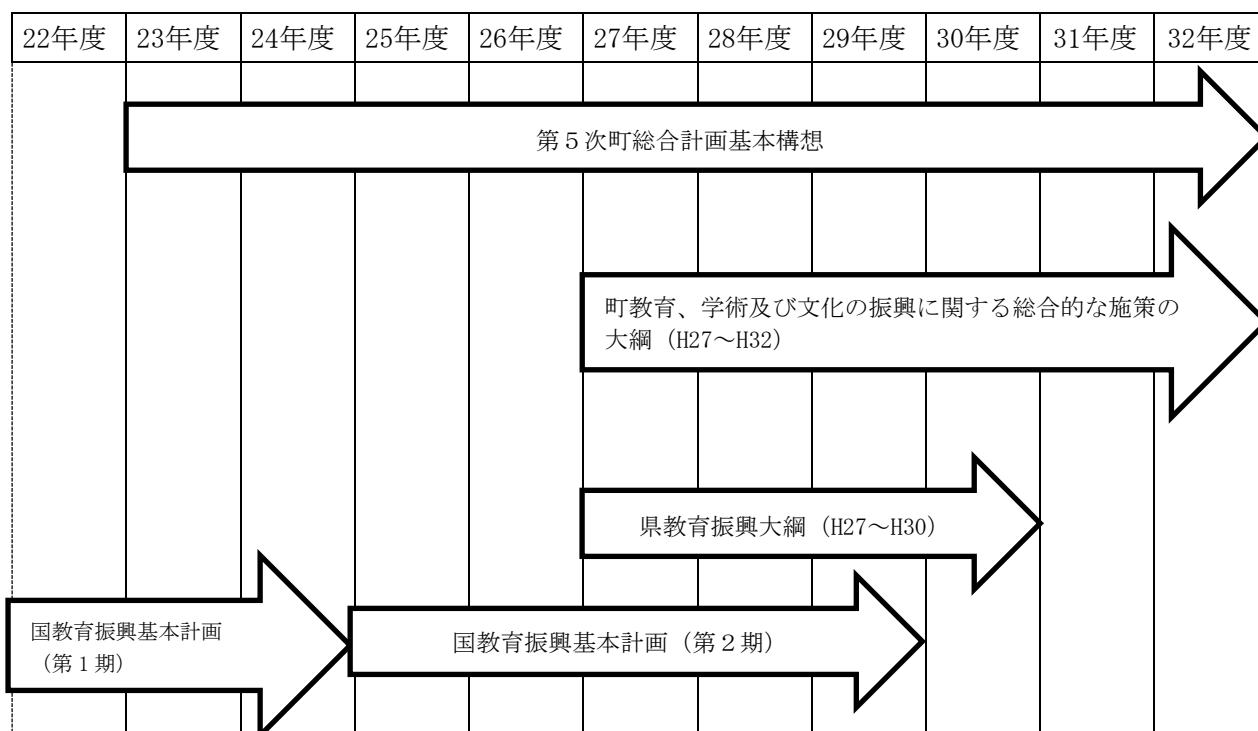 22年度 23年度 24年度 25年度 26年度 27年度 28年度 29年度 30年度 31年度 32年度
第５次町総合計画基本構想
町教育、学術及び文化の振興に関する総合的な施策の
大綱（H27～H32）
県教育振興大綱（H27～H30）
国教育振興基本計画
（第１期）
国教育振興基本計画（第２期）